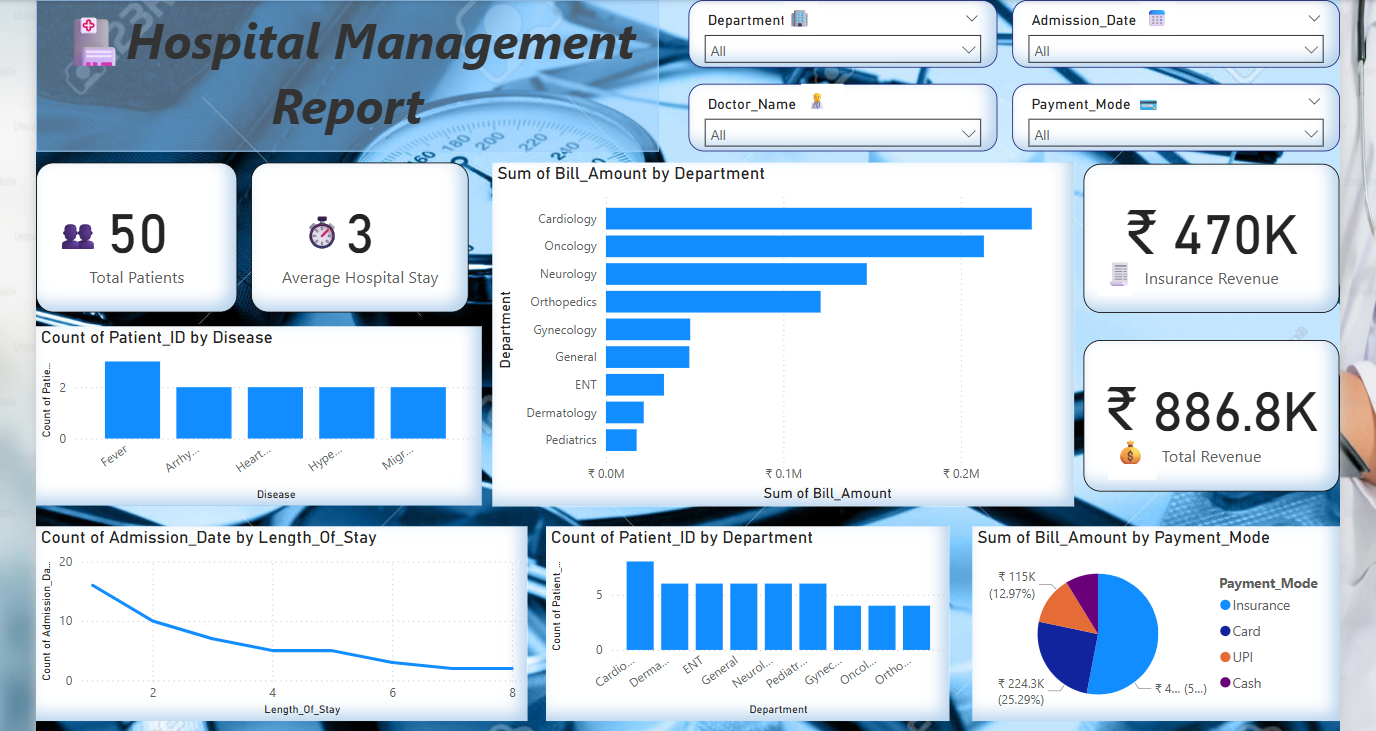 Hospital Management
Report
Department
All
Admission_Date
All
Doctor_Name
All
Payment_Mode
All
50
Total Patients
3
Average Hospital Stay
Sum of Bill_Amount by Department
Department
Cardiology
Oncology
Neurology
Orthopedics
Gynecology
General
ENT
Dermatology
Pediatrics
₹ 0.0M
₹ 0.1M
₹ 0.2M
Sum of Bill_Amount
₹ 470K
Insurance Revenue
₹ 886.8K
Total Revenue
Count of Patient_ID by Disease
Count of Patie...
2
0
Fever
Arrhy...
Heart...
Hype...
Migr...
Disease
Count of Admission_Date by Length_Of_Stay
Count of Admission_Da...
20
10
0
2
4
6
8
Length_Of_Stay
Count of Patient_ID by Department
Count of Patient_...
5
0
Cardio...
Derma...
ENT
General
Neurol...
Pediatr...
Gynec...
Oncol...
Ortho...
Department
Sum of Bill_Amount by Payment_Mode
₹ 115K
(12.97%)
₹ 224.3K
(25.29%)
₹ 4... (5...)
Payment_Mode
Insurance
Card
UPI
Cash